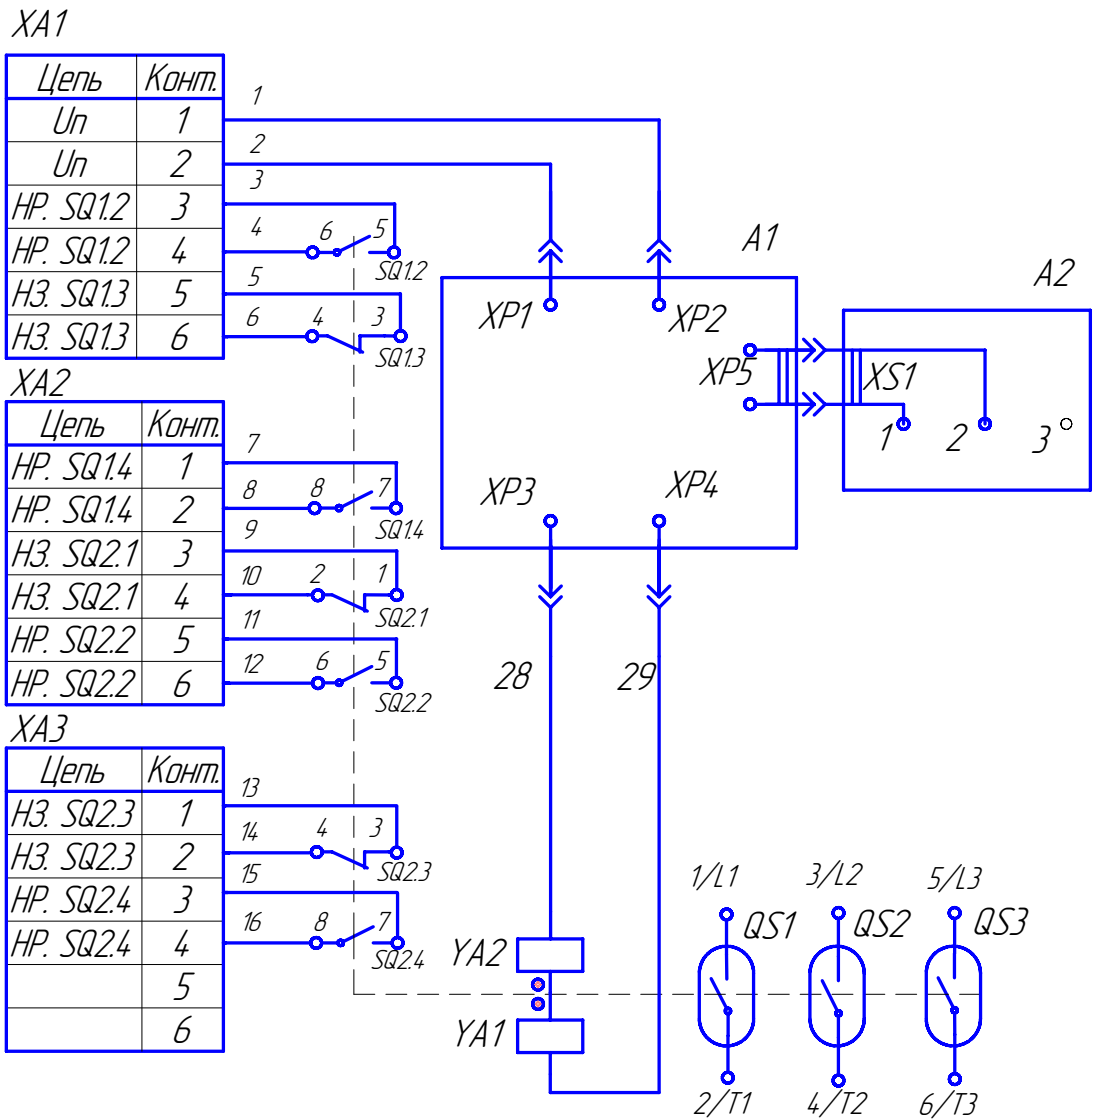 XA1
Цепь Конт.
Uп 1
Uп 2
НР. SQ1.2 3
НР. SQ1.2 4
НЗ. SQ1.3 5
НЗ. SQ1.3 6
1
2
3
4
6 5
SQ1.2
5
6
4 3
SQ1.3
XA2
Цепь Конт.
НР. SQ1.4 1
НР. SQ1.4 2
НЗ. SQ2.1 3
НЗ. SQ2.1 4
НР. SQ2.2 5
НР. SQ2.2 6
7
8
8 7
SQ1.4
9
10
2 1
SQ2.1
11
12
6 5
SQ2.2
XA3
Цепь Конт.
НЗ. SQ2.3 1
НЗ. SQ2.3 2
НР. SQ2.4 3
НР. SQ2.4 4
5
6
13
14
4 3
SQ2.3
15
16
8 7
SQ2.4
A1
XP1
XP2
XP5
XP3
XP4
A2
XS1
1 2 3
28 29
YA2
YA1
1/L1 3/L2 5/L3
QS1 QS2 QS3
2/T1 4/T2 6/T3